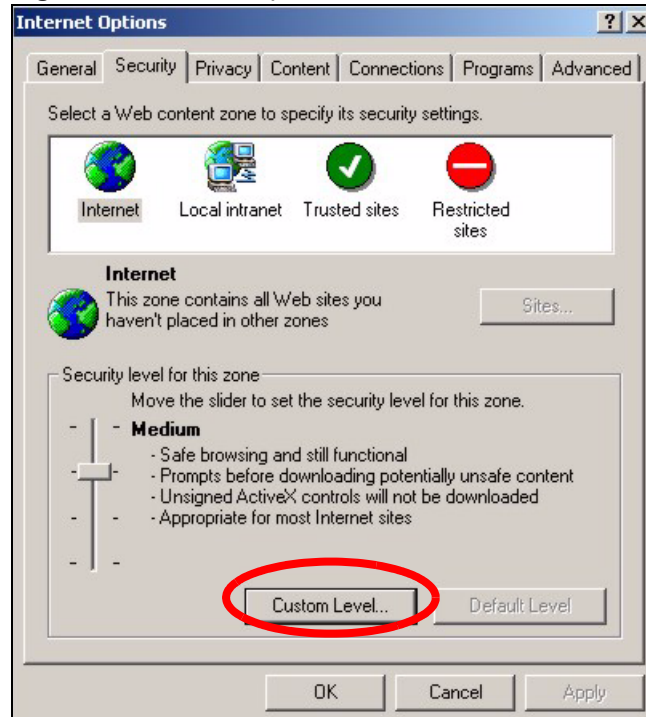 Internet Options
General Security Privacy Content Connections Programs Advanced
Select a Web content zone to specify its security settings.
Internet Local intranet Trusted sites Restricted
sites
Internet
This zone contains all Web sites you
haven't placed in other zones
Sites...
Security level for this zone
Move the slider to set the security level for this zone.
Medium
- Safe browsing and still functional
- Prompts before downloading potentially unsafe content
- Unsigned ActiveX controls will not be downloaded
- Appropriate for most Internet sites
Custom Level... Default Level
OK Cancel Apply